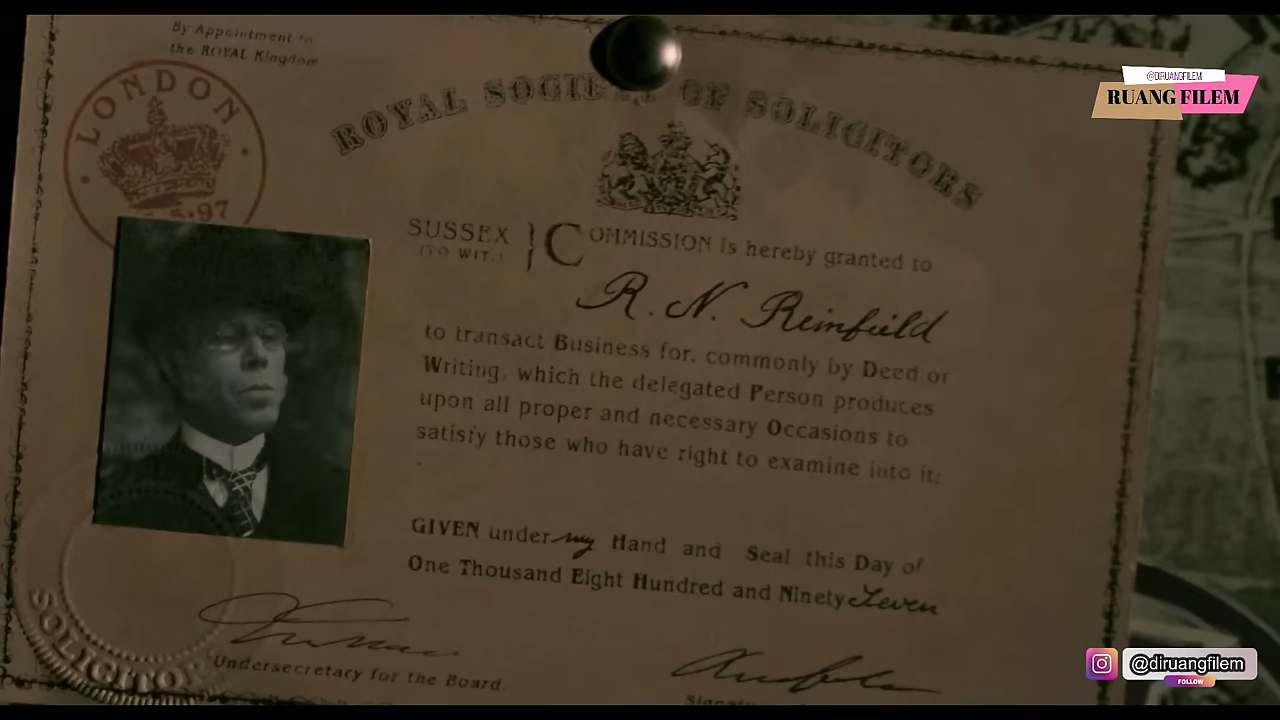 By Appointment to
the ROYAL Kingdom
LONDON
5·97
ROYAL SOCIETY OF SOLICITORS
@DIRUANGFILEM
RUANG FILEM
SUSSEX
(TO WIT.)
COMMISSION is hereby granted to
R. N. Reinfield
to transact Business for, commonly by Deed or
Writing, which the delegated Person produces
upon all proper and necessary Occasions to
satisfy those who have right to examine into it;
GIVEN under my Hand and Seal this Day of
One Thousand Eight Hundred and Ninety Seven
SOLICITO
Undersecretary for the Board.
@diruangfilem
FOLLOW